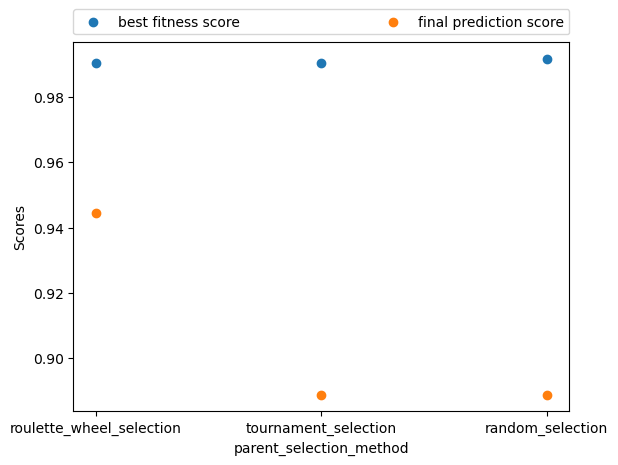 best fitness score
final prediction score
Scores
0.98
0.96
0.94
0.92
0.90
roulette_wheel_selection
tournament_selection
random_selection
parent_selection_method